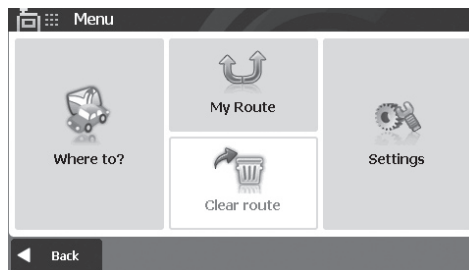 Menu
My Route
Where to?
Settings
Clear route
Back